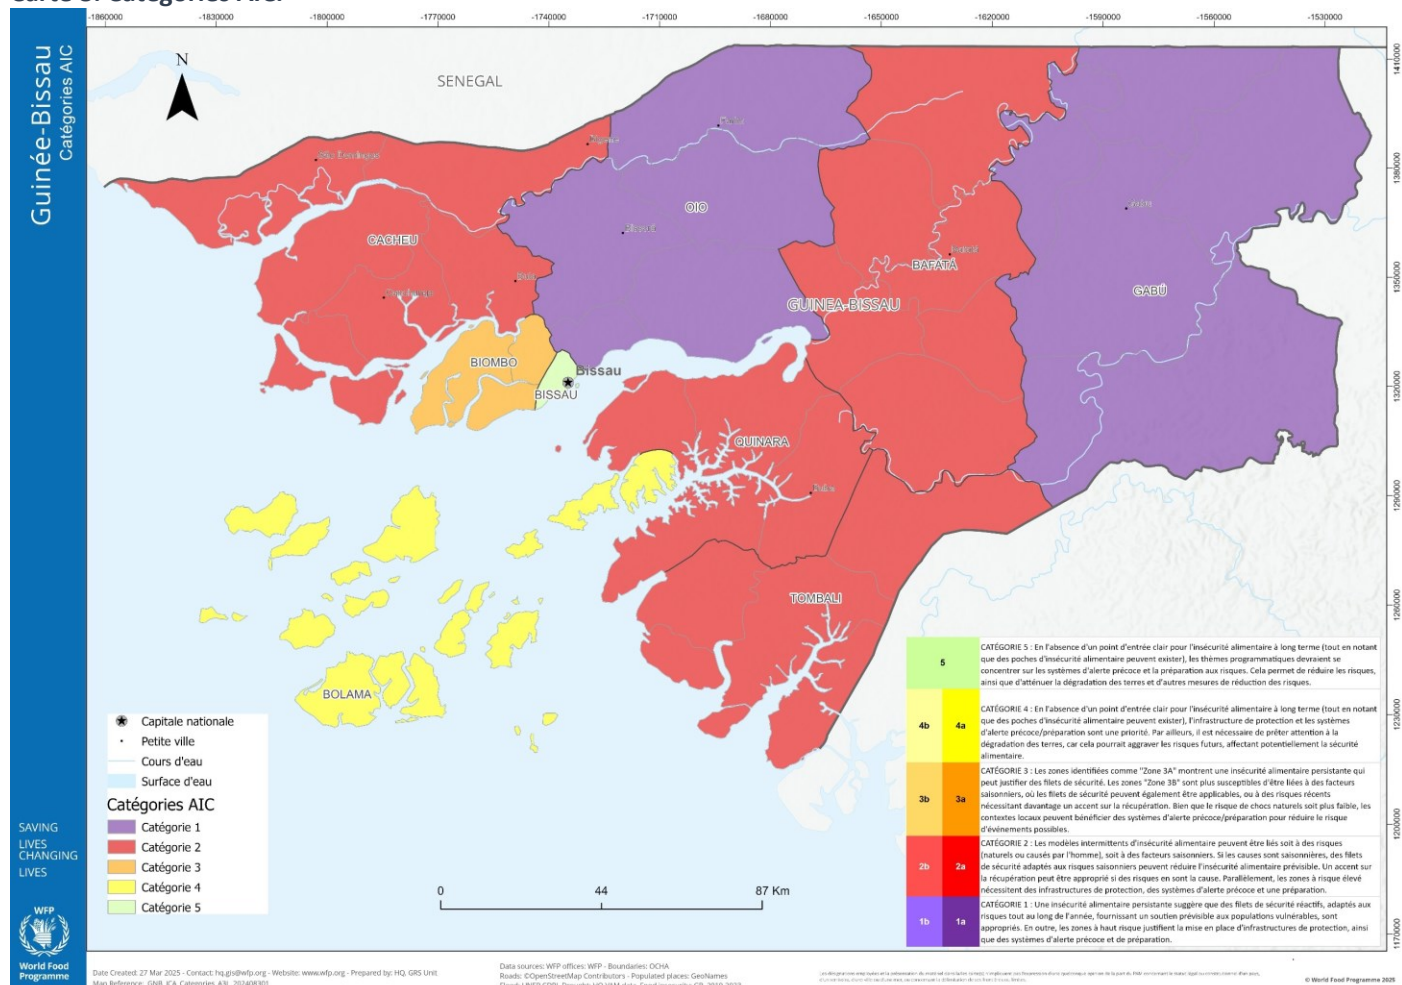 Carte 5: Catégories AIC.
-1860000 -1830000 -1800000 -1770000 -1740000 -1710000 -1680000 -1650000 -1620000 -1590000 -1560000 -1530000
Guinée-Bissau
Catégories AIC
N
SENEGAL
1410000
1380000
OIO
CACHEU
BAFATÁ
GABÚ
1350000
GUINEA-BISSAU
BIOMBO
Bissau
BISSAU
1320000
QUINARA
1290000
TOMBALI
1260000
BOLAMA
1230000
1200000
1170000
Capitale nationale
Petite ville
Cours d'eau
Surface d'eau
Catégories AIC
Catégorie 1
Catégorie 2
Catégorie 3
Catégorie 4
Catégorie 5
0 44 87 Km
5
CATÉGORIE 5 : En l'absence d'un point d'entrée clair pour l'insécurité alimentaire à long terme (tout en notant
que des poches d'insécurité alimentaire peuvent exister), les thèmes programmatiques devraient se
concentrer sur les systèmes d'alerte précoce et la préparation aux risques. Cela permet de réduire les risques,
ainsi que d'atténuer la dégradation des terres et d'autres mesures de réduction des risques.
4b 4a
CATÉGORIE 4 : En l'absence d'un point d'entrée clair pour l'insécurité alimentaire à long terme (tout en notant
que des poches d'insécurité alimentaire peuvent exister), l'infrastructure de protection et les systèmes
d'alerte précoce/préparation sont une priorité. Par ailleurs, il est nécessaire de prêter attention à la
dégradation des terres, car cela pourrait aggraver les risques futurs, affectant potentiellement la sécurité
alimentaire.
3b 3a
CATÉGORIE 3 : Les zones identifiées comme "Zone 3A" montrent une insécurité alimentaire persistante qui
peut justifier des filets de sécurité. Les zones "Zone 3B" sont plus susceptibles d'être liées à des facteurs
saisonniers, où les filets de sécurité peuvent également être applicables, ou à des risques récents
nécessitant davantage un accent sur la récupération. Bien que le risque de chocs naturels soit plus faible, les
contextes locaux peuvent bénéficier des systèmes d'alerte précoce/préparation pour réduire le risque
d'événements possibles.
2b 2a
CATÉGORIE 2 : Les modèles intermittents d'insécurité alimentaire peuvent être liés soit à des risques
(naturels ou causés par l'homme), soit à des facteurs saisonniers. Si les causes sont saisonnières, des filets
de sécurité adaptés aux risques saisonniers peuvent réduire l'insécurité alimentaire prévisible. Un accent sur
la récupération peut être approprié si des risques en sont la cause. Parallèlement, les zones à risque élevé
nécessitent des infrastructures de protection, des systèmes d'alerte précoce et une préparation.
1b 1a
CATÉGORIE 1 : Une insécurité alimentaire persistante suggère que des filets de sécurité réactifs, adaptés aux
risques tout au long de l'année, fournissant un soutien prévisible aux populations vulnérables, sont
appropriés. En outre, les zones à haut risque justifient la mise en place d'infrastructures de protection, ainsi
que des systèmes d'alerte précoce et de préparation.
SAVING
LIVES
CHANGING
LIVES
WFP
World Food
Programme
Date Created: 27 Mar 2025 - Contact: hq.gis@wfp.org - Website: www.wfp.org - Prepared by: HQ, GRS Unit
Map Reference: GNB_ICA_Categories_A3L_20240801
Data sources: WFP offices: WFP - Boundaries: OCHA
Roads: ©OpenStreetMap Contributors - Populated places: GeoNames
© World Food Programme 2025